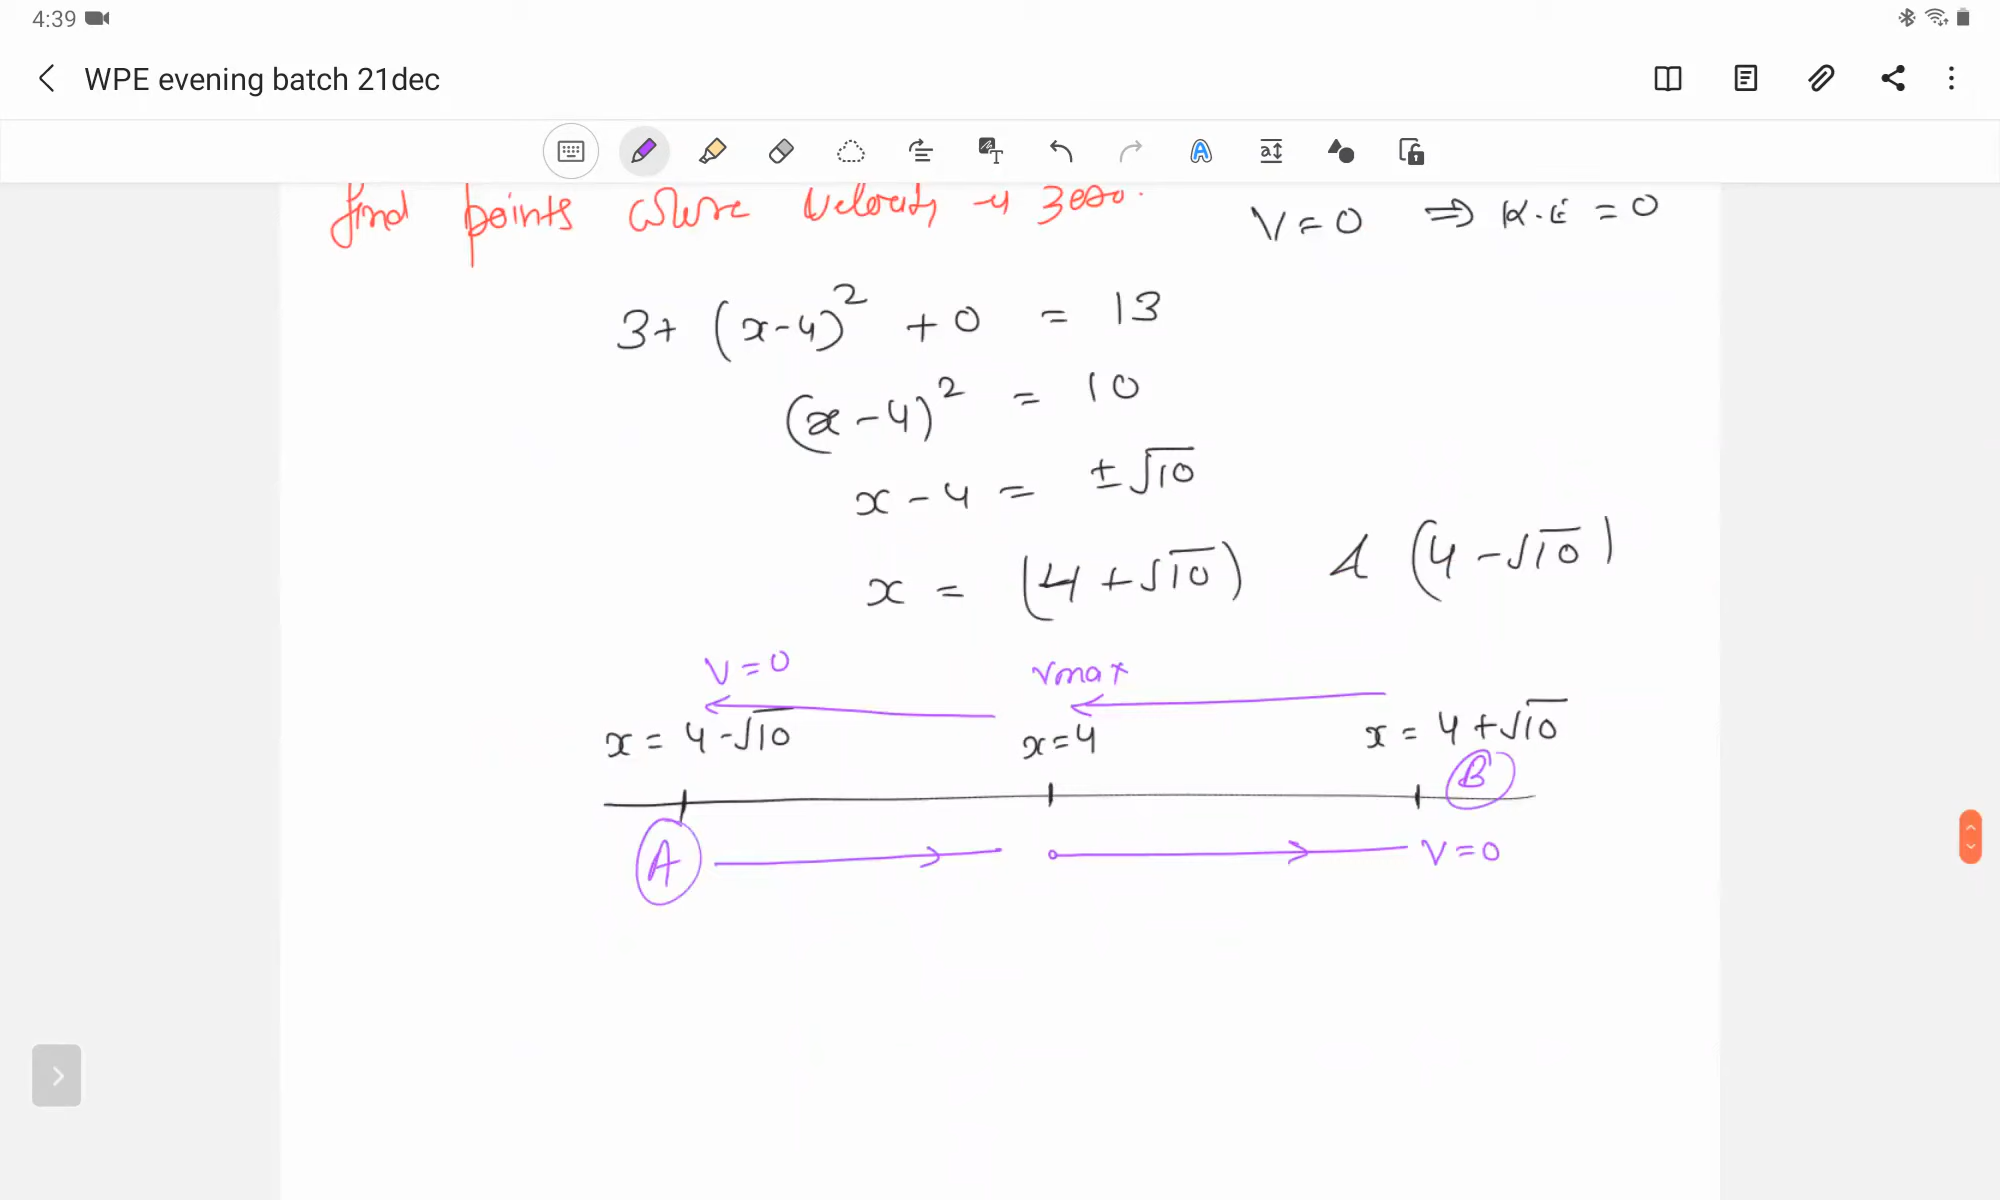 4:39
WPE evening batch 21dec
find points where velocity is zero.
V = 0 ⇒ K.E = 0
3 + (x-4)² + 0 = 13
(x-4)² = 10
x - 4 = ±√10
x = (4 + √10) & (4 - √10)
V = 0 Vmax
x = 4 - √10 x = 4 x = 4 + √10
B
A V = 0